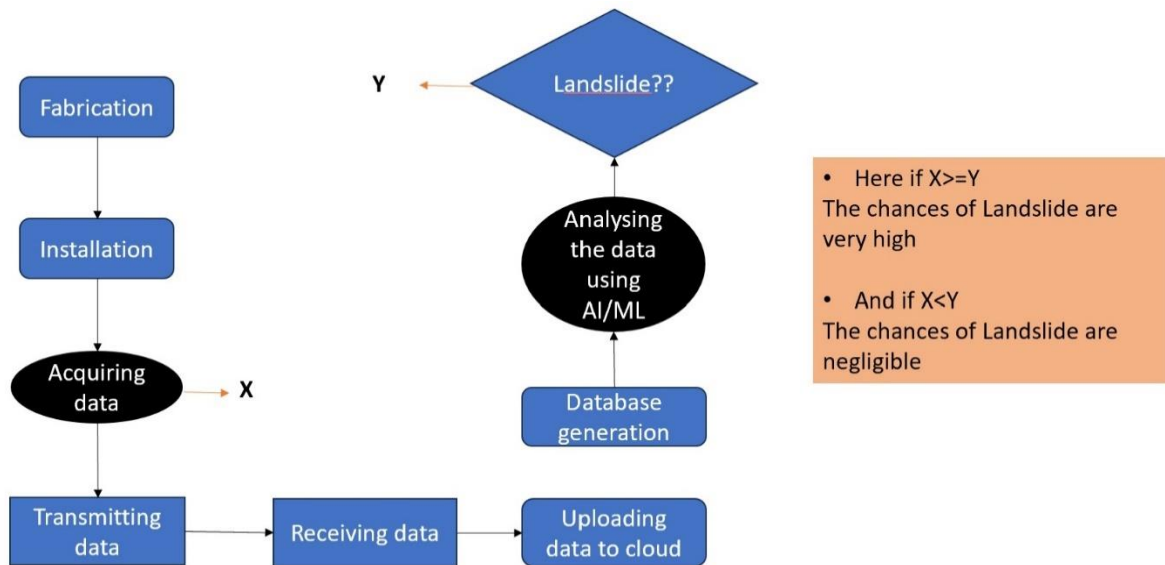 Fabrication
Installation
Acquiring
data
X
Transmitting
data
Receiving data
Uploading
data to cloud
Database
generation
Analysing
the data
using
AI/ML
Landslide??
Y
• Here if X>=Y
The chances of Landslide are
very high
• And if X<Y
The chances of Landslide are
negligible